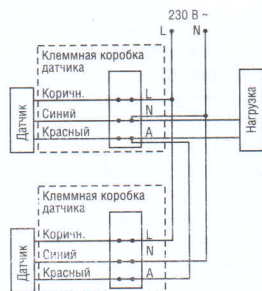 230 В ~
L N
Клеммная коробка
датчика
Коричн. L
Синий N
Красный A
Датчик
Нагрузка
Клеммная коробка
датчика
Коричн. L
Синий N
Красный A
Датчик